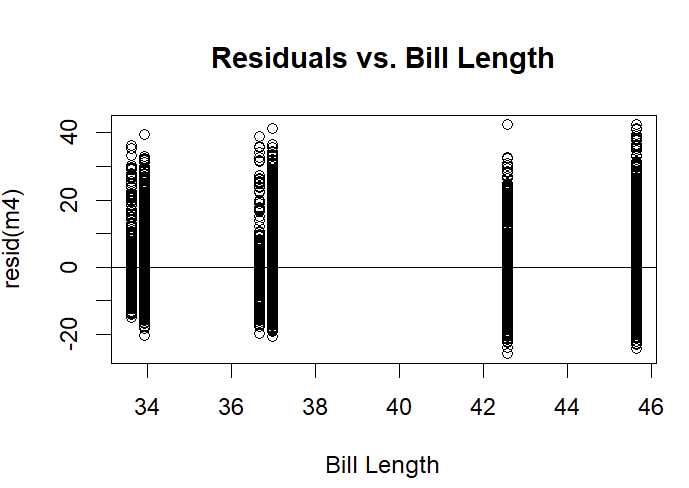 Residuals vs. Bill Length
resid(m4)
40
20
0
-20
34 36 38 40 42 44 46
Bill Length